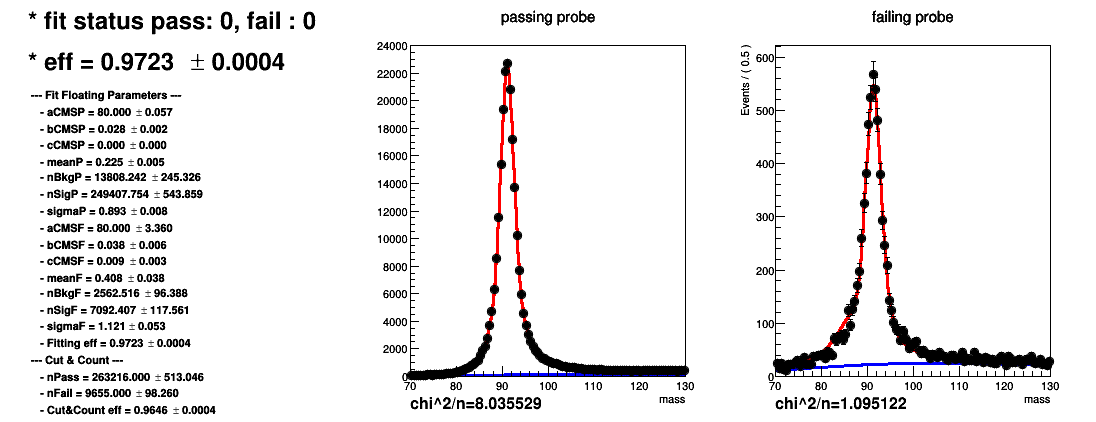 * fit status pass: 0, fail : 0
* eff = 0.9723 ± 0.0004
--- Fit Floating Parameters ---
- aCMSP = 80.000 ± 0.057
- bCMSP = 0.028 ± 0.002
- cCMSP = 0.000 ± 0.000
- meanP = 0.225 ± 0.005
- nBkgP = 13808.242 ± 245.326
- nSigP = 249407.754 ± 543.859
- sigmaP = 0.893 ± 0.008
- aCMSF = 80.000 ± 3.360
- bCMSF = 0.038 ± 0.006
- cCMSF = 0.009 ± 0.003
- meanF = 0.408 ± 0.038
- nBkgF = 2562.516 ± 96.388
- nSigF = 7092.407 ± 117.561
- sigmaF = 1.121 ± 0.053
- Fitting eff = 0.9723 ± 0.0004
--- Cut & Count ---
- nPass = 263216.000 ± 513.046
- nFail = 9655.000 ± 98.260
- Cut&Count eff = 0.9646 ± 0.0004
passing probe
24000
22000
20000
18000
16000
14000
12000
10000
8000
6000
4000
2000
0
70 80 90 100 110 120 130
mass
chi^2/n=8.035529
failing probe
Events / ( 0.5 )
600
500
400
300
200
100
0
70 80 90 100 110 120 130
mass
chi^2/n=1.095122